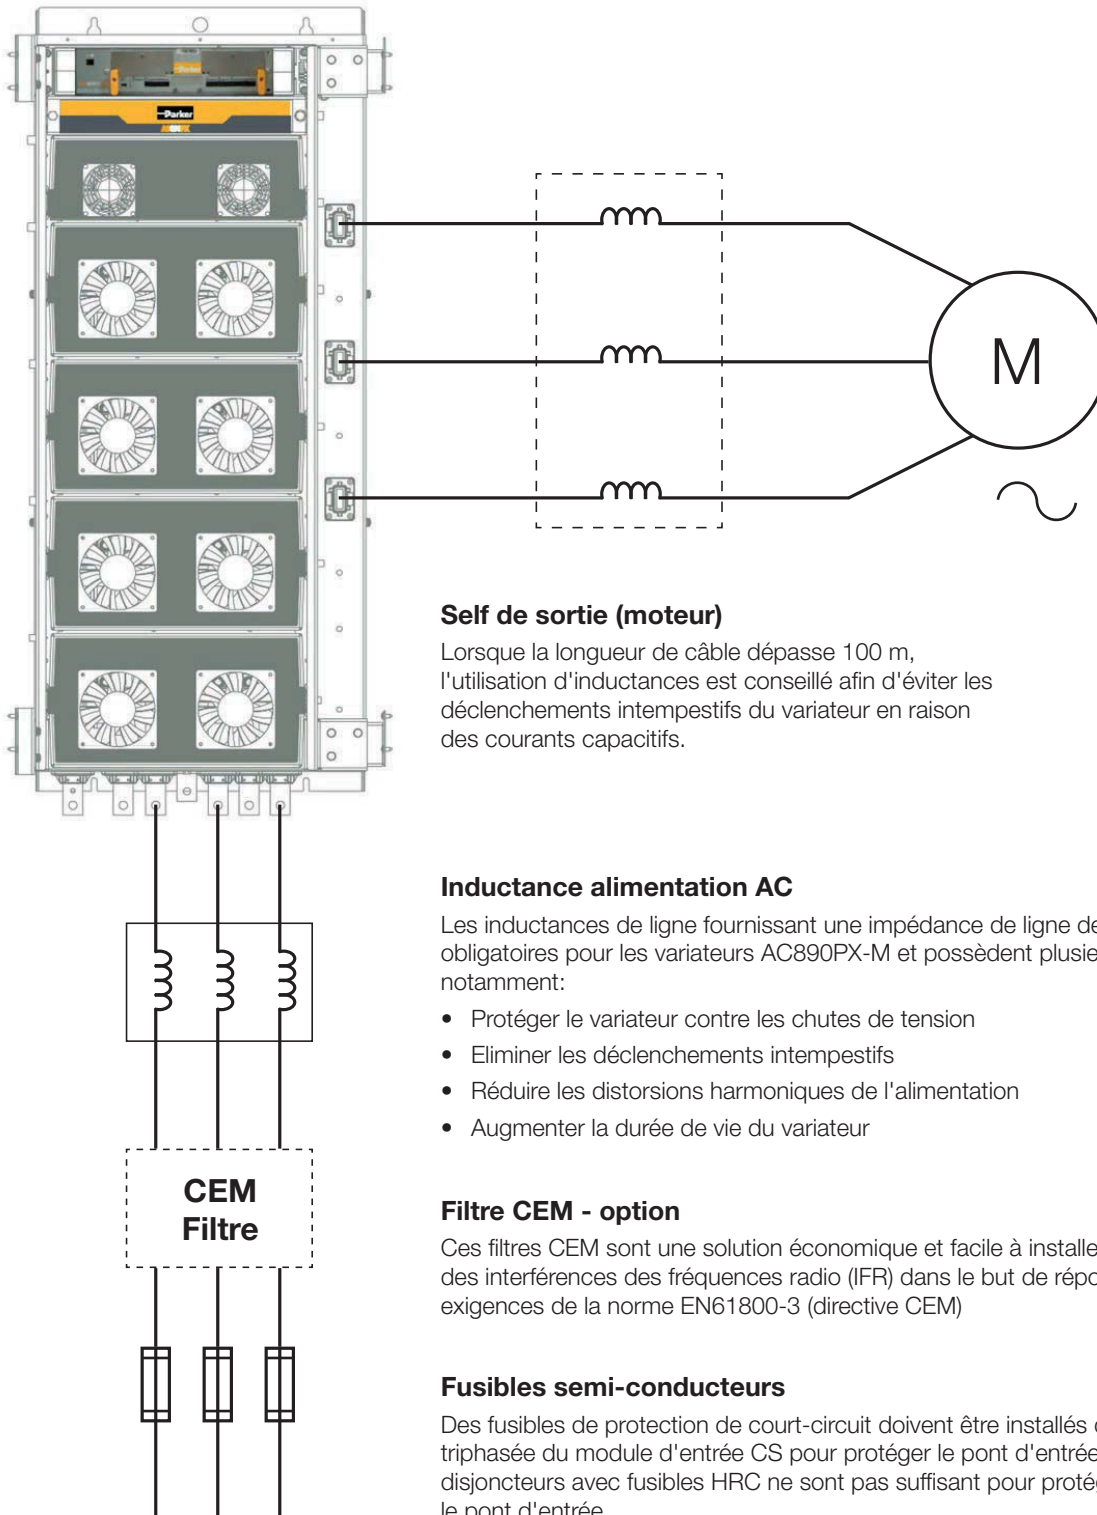 Parker
Parker
M
Self de sortie (moteur)
Lorsque la longueur de câble dépasse 100 m,
l'utilisation d'inductances est conseillé afin d'éviter les
déclenchements intempestifs du variateur en raison
des courants capacitifs.
Inductance alimentation AC
Les inductances de ligne fournissant une impédance de ligne de
obligatoires pour les variateurs AC890PX-M et possèdent plusie
notamment:
• Protéger le variateur contre les chutes de tension
• Eliminer les déclenchements intempestifs
• Réduire les distorsions harmoniques de l'alimentation
• Augmenter la durée de vie du variateur
CEM
Filtre
Filtre CEM - option
Ces filtres CEM sont une solution économique et facile à installe
des interférences des fréquences radio (IFR) dans le but de répo
exigences de la norme EN61800-3 (directive CEM)
Fusibles semi-conducteurs
Des fusibles de protection de court-circuit doivent être installés
triphasée du module d'entrée CS pour protéger le pont d'entrée
disjoncteurs avec fusibles HRC ne sont pas suffisant pour protég
le pont d'entrée